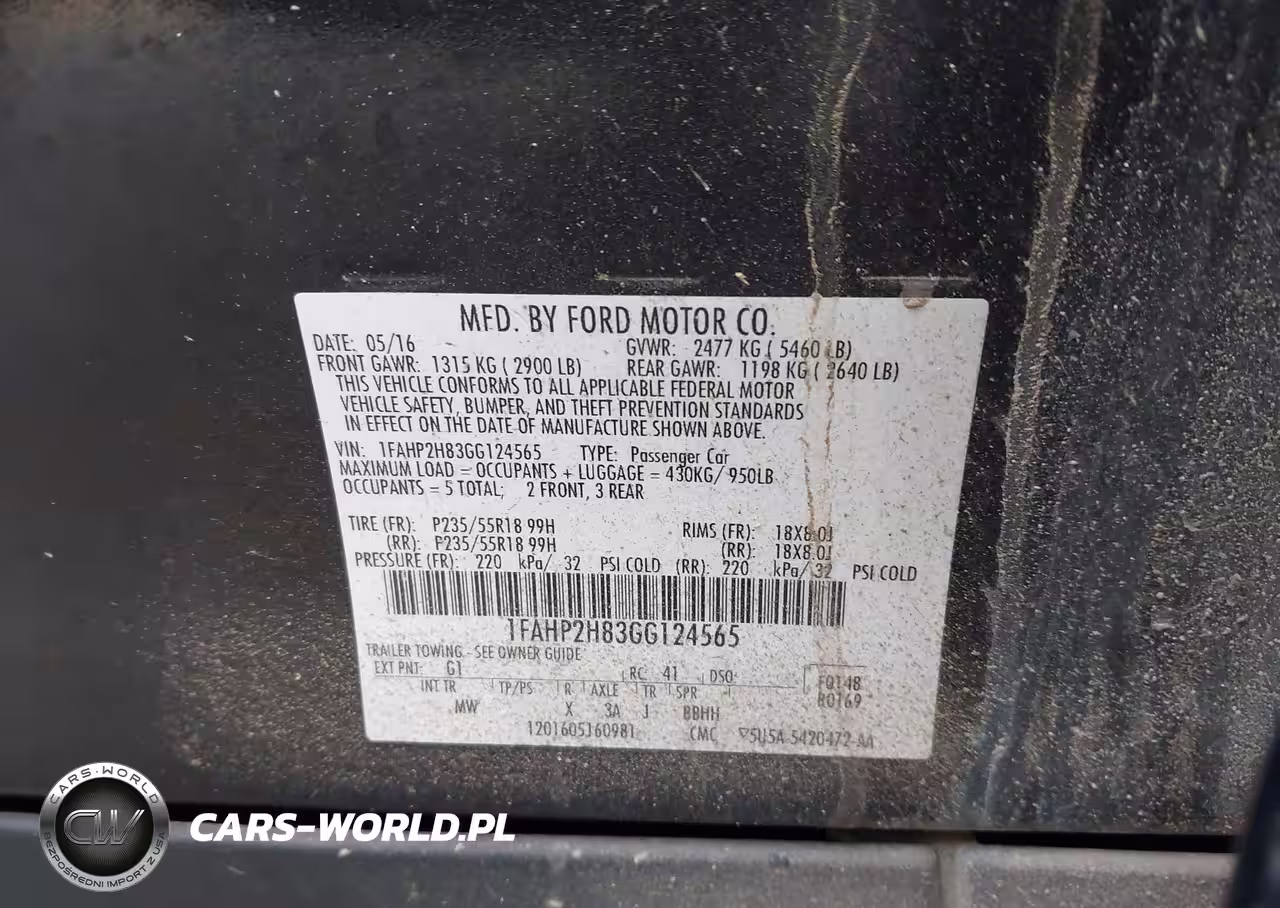 MFD. BY FORD MOTOR CO.
DATE: 05/16 GVWR: 2477 KG ( 5460 LB)
FRONT GAWR: 1315 KG ( 2900 LB) REAR GAWR: 1198 KG ( 2640 LB)
THIS VEHICLE CONFORMS TO ALL APPLICABLE FEDERAL MOTOR
VEHICLE SAFETY, BUMPER, AND THEFT PREVENTION STANDARDS
IN EFFECT ON THE DATE OF MANUFACTURE SHOWN ABOVE.
VIN: 1FAHP2H83GG124565 TYPE: Passenger Car
MAXIMUM LOAD = OCCUPANTS + LUGGAGE = 430KG/ 950LB
OCCUPANTS = 5 TOTAL; 2 FRONT, 3 REAR
TIRE (FR): P235/55R18 99H RIMS (FR): 18X8.0J
(RR): P235/55R18 99H (RR): 18X8.0J
PRESSURE (FR): 220 kPa/ 32 PSI COLD (RR): 220 kPa/ 32 PSI COLD
1FAHP2H83GG124565
TRAILER TOWING - SEE OWNER GUIDE
EXT PNT: G1 RC: 41 DSO: F0148
INT TR TP/PS R AXLE TR SPR R0169
MW X 3A J BBHH
1201605160981 CMC 5U5A-5420472-AA
CARS-WORLD
CW
BEZPOŚREDNI IMPORT Z USA
CARS-WORLD.PL